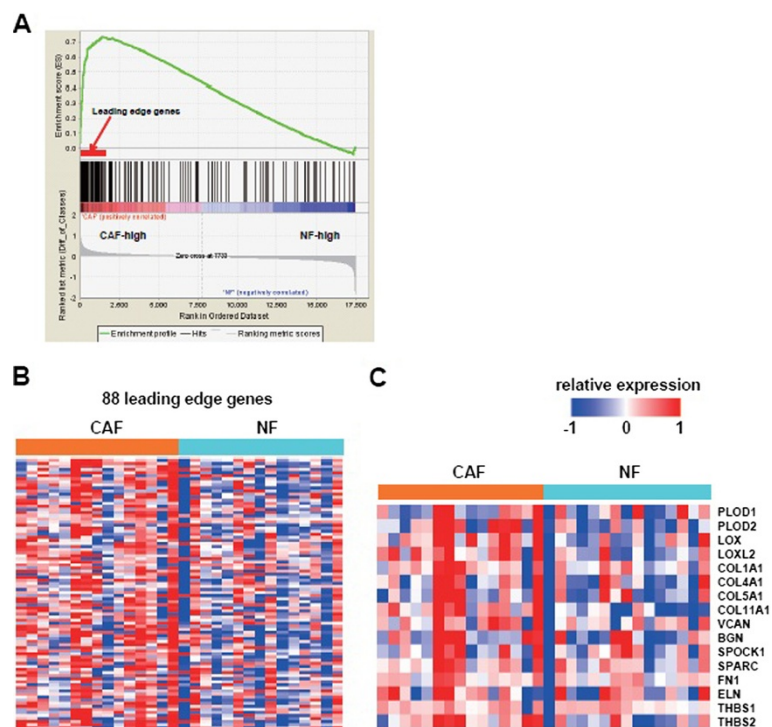 A
Enrichment score (ES)
0.7
0.6
0.5
0.4
0.3
0.2
0.1
0.0
Leading edge genes
Ranked list metric (Diff_of_Classes)
2
1
0
-1
-2
'CAF' (positively correlated)
CAF-high
NF-high
"NF" (negatively correlated)
0
2,500
5,000
7,500
10,000
12,500
15,000
17,500
Rank in Ordered Dataset
Enrichment profile
Hits
Ranking metric scores
B
88 leading edge genes
CAF
NF
C
relative expression
-1
0
1
CAF
NF
PLOD1
PLOD2
LOX
LOXL2
COL1A1
COL4A1
COL5A1
COL11A1
VCAN
BGN
SPOCK1
SPARC
FN1
ELN
THBS1
THBS2